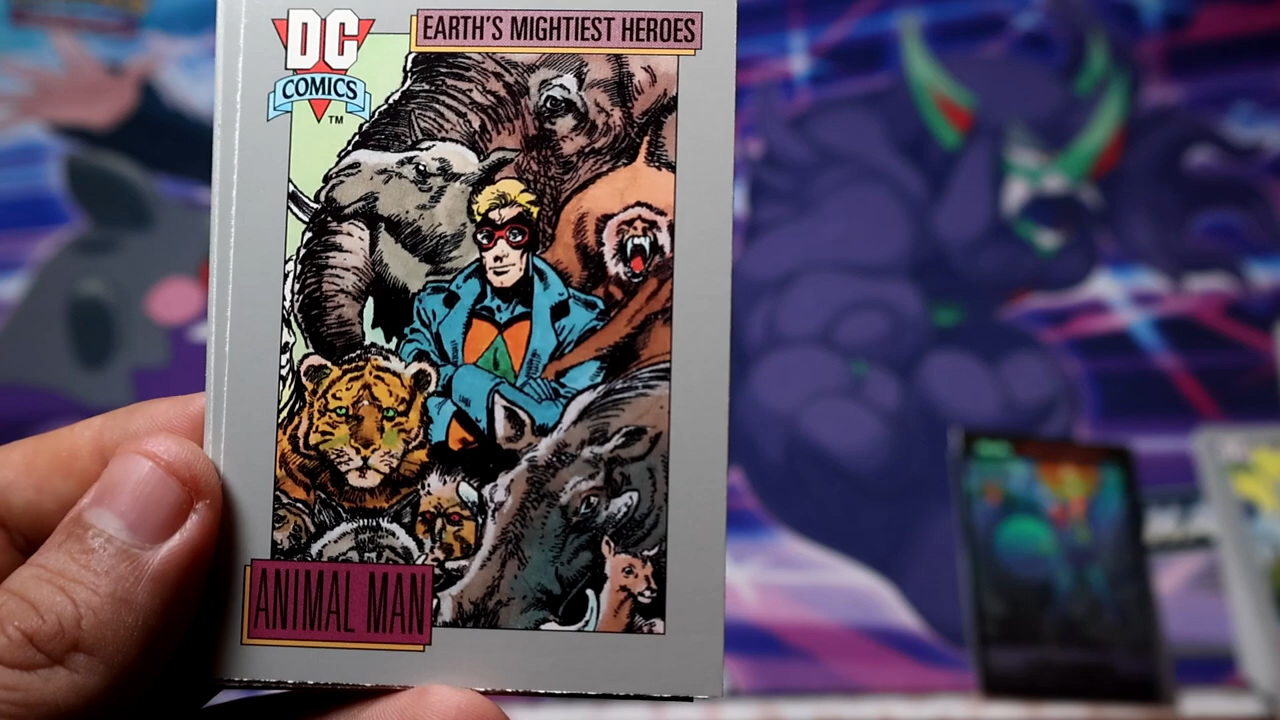 DC
COMICS
TM
EARTH'S MIGHTIEST HEROES
ANIMAL MAN